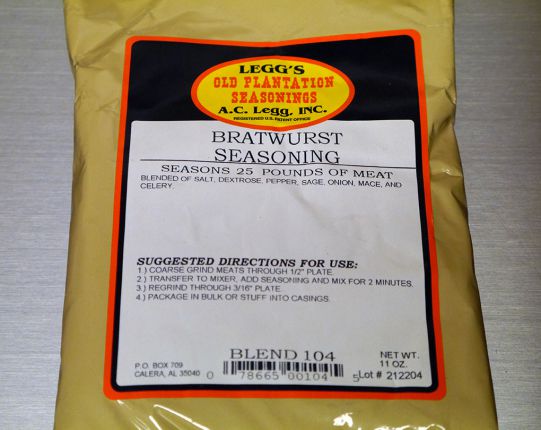 LEGG'S
OLD PLANTATION
SEASONINGS
A.C. Legg, INC.
REGISTERED U.S. PATENT OFFICE
BRATWURST
SEASONING
SEASONS 25 POUNDS OF MEAT
BLENDED OF SALT, DEXTROSE, PEPPER, SAGE, ONION, MACE, AND
CELERY.
SUGGESTED DIRECTIONS FOR USE:
1.) COARSE GRIND MEATS THROUGH 1/2" PLATE.
2.) TRANSFER TO MIXER, ADD SEASONING AND MIX FOR 2 MINUTES.
3.) REGRIND THROUGH 3/16" PLATE.
4.) PACKAGE IN BULK OR STUFF INTO CASINGS.
BLEND 104
NET WT.
11 OZ.
P.O. BOX 709
CALERA, AL 35040
0 78665 00104 5
Lot # 212204